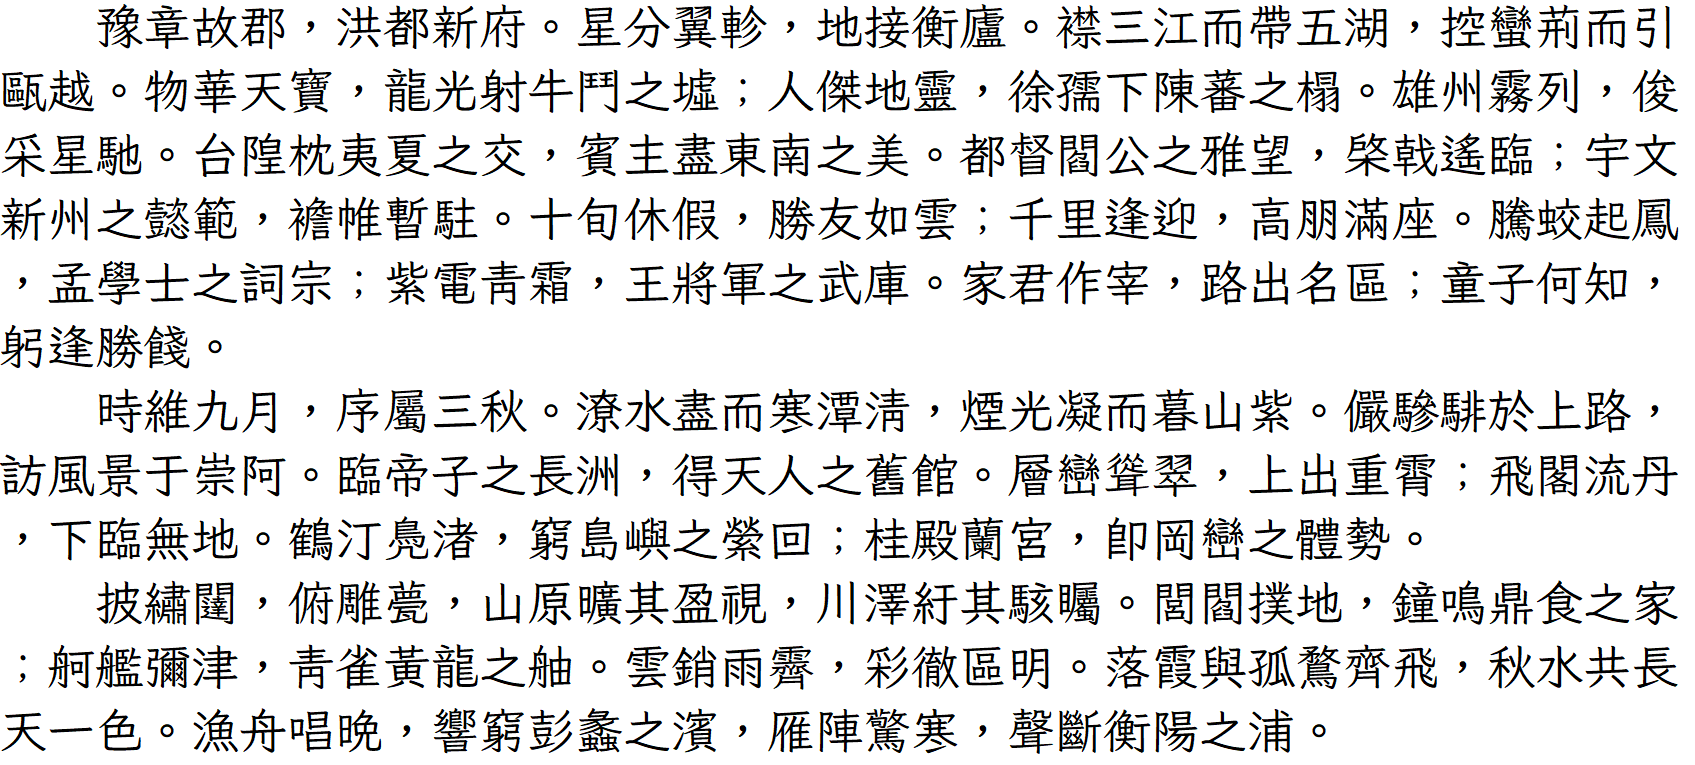 豫章故郡，洪都新府。星分翼軫，地接衡廬。襟三江而帶五湖，控蠻荊而引
甌越。物華天寶，龍光射牛鬥之墟；人傑地靈，徐孺下陳蕃之榻。雄州霧列，俊
采星馳。台隍枕夷夏之交，賓主盡東南之美。都督閻公之雅望，棨戟遙臨；宇文
新州之懿範，襜帷暫駐。十旬休假，勝友如雲；千里逢迎，高朋滿座。騰蛟起鳳
，孟學士之詞宗；紫電青霜，王將軍之武庫。家君作宰，路出名區；童子何知，
躬逢勝餞。
時維九月，序屬三秋。潦水盡而寒潭清，煙光凝而暮山紫。儼驂騑於上路，
訪風景于崇阿。臨帝子之長洲，得天人之舊館。層巒聳翠，上出重霄；飛閣流丹
，下臨無地。鶴汀鳧渚，窮島嶼之縈回；桂殿蘭宮，即岡巒之體勢。
披繡闥，俯雕甍，山原曠其盈視，川澤紆其駭矚。閭閻撲地，鐘鳴鼎食之家
；舸艦彌津，青雀黃龍之舳。雲銷雨霽，彩徹區明。落霞與孤鶩齊飛，秋水共長
天一色。漁舟唱晚，響窮彭蠡之濱，雁陣驚寒，聲斷衡陽之浦。